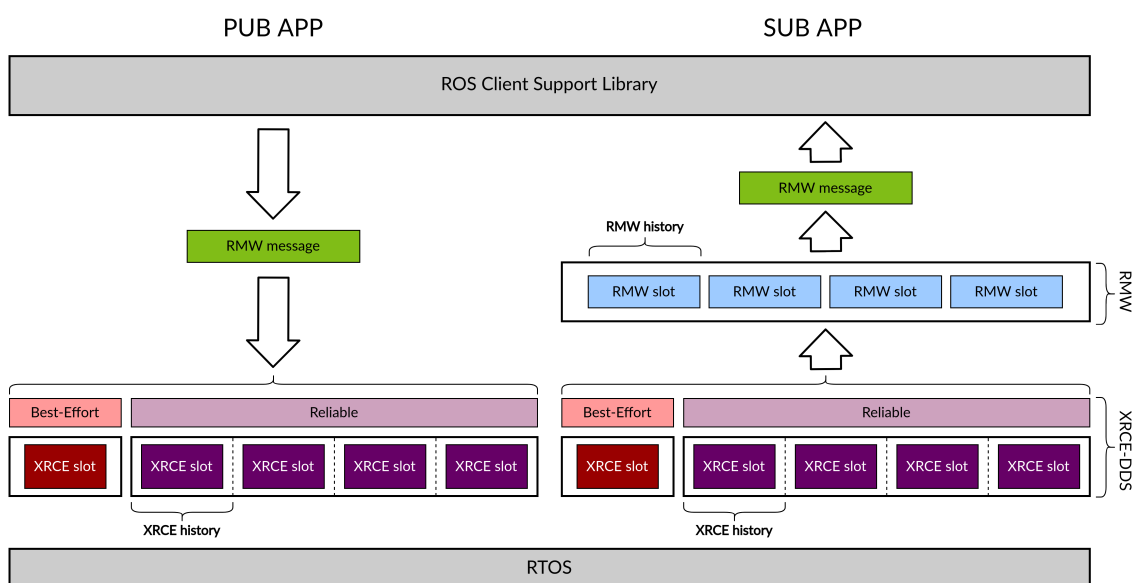 PUB APP
SUB APP
ROS Client Support Library
RMW message
RMW message
RMW history
RMW slot
RMW slot
RMW slot
RMW slot
RMW
Best-Effort
Reliable
Best-Effort
Reliable
XRCE slot
XRCE slot
XRCE slot
XRCE slot
XRCE slot
XRCE slot
XRCE slot
XRCE slot
XRCE slot
XRCE slot
XRCE-DDS
XRCE history
XRCE history
RTOS